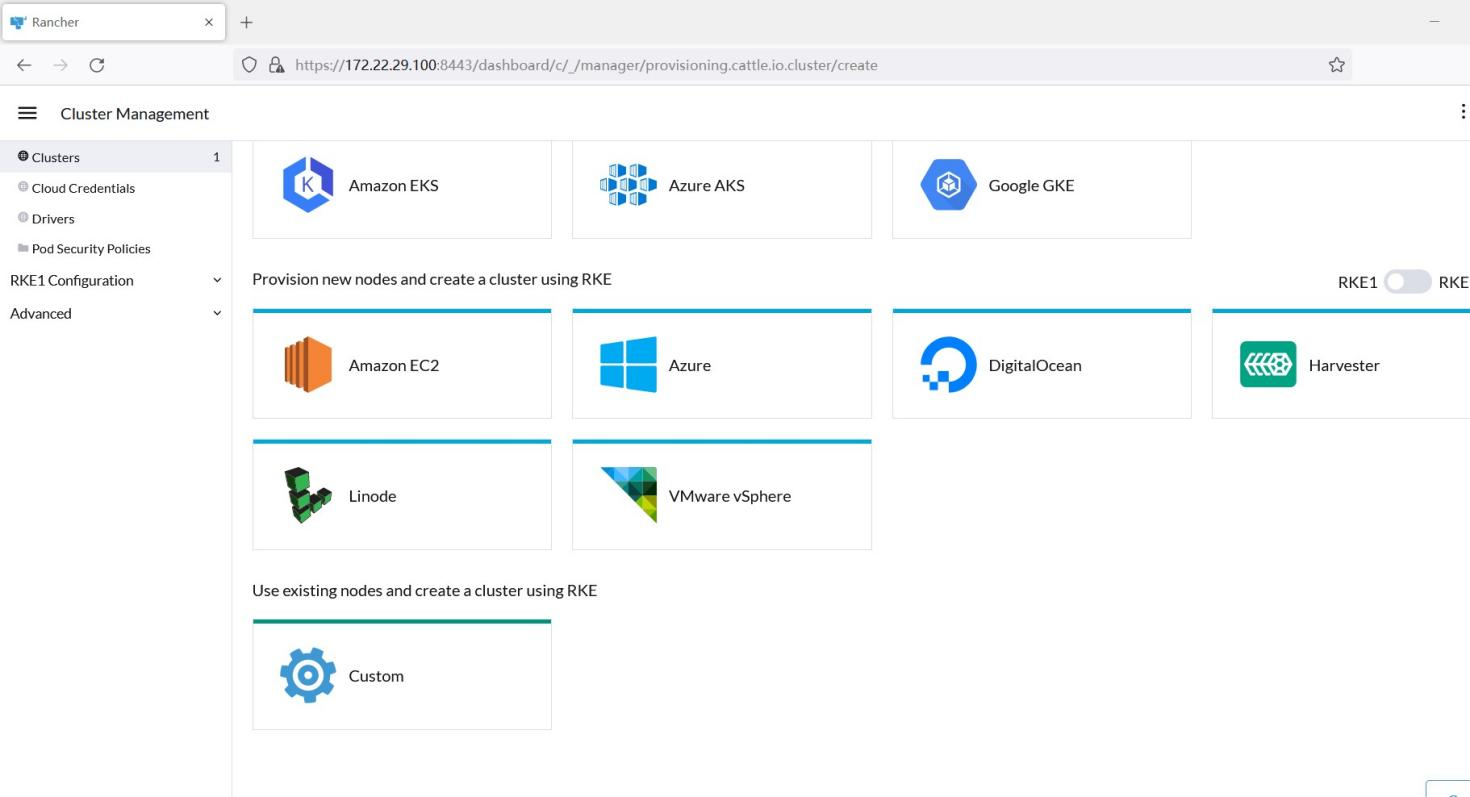 Rancher
https://172.22.29.100:8443/dashboard/c/_/manager/provisioning.cattle.io.cluster/create
Cluster Management
Clusters 1
Cloud Credentials
Drivers
Pod Security Policies
RKE1 Configuration
Advanced
Amazon EKS
Azure AKS
Google GKE
Provision new nodes and create a cluster using RKE
RKE1 RKE
Amazon EC2
Azure
DigitalOcean
Harvester
Linode
VMware vSphere
Use existing nodes and create a cluster using RKE
Custom